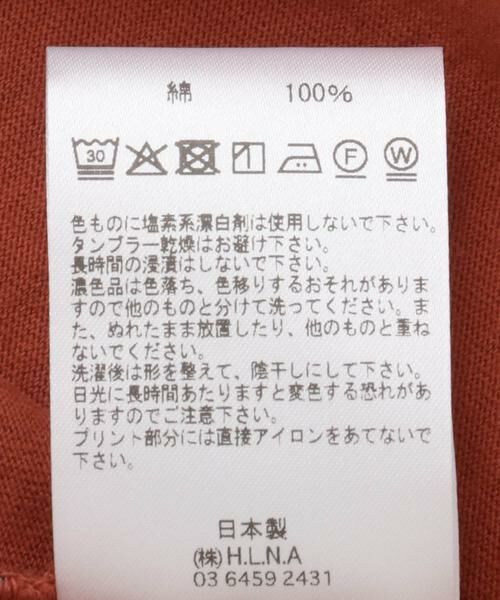 綿 100%
30 F W
色ものに塩素系漂白剤は使用しないで下さい。
タンブラー乾燥はお避け下さい。
長時間の浸漬はしないで下さい。
濃色品は色落ち、色移りするおそれがありま
すので他のものと分けて洗ってください。ま
た、ぬれたまま放置したり、他のものと重ね
ないでください。
洗濯後は形を整えて、陰干しにして下さい。
日光に長時間あたりますと変色する恐れがあ
りますのでご注意下さい。
プリント部分には直接アイロンをあてないで
下さい。
日本製
(株) H.L.N.A
03 6459 2431